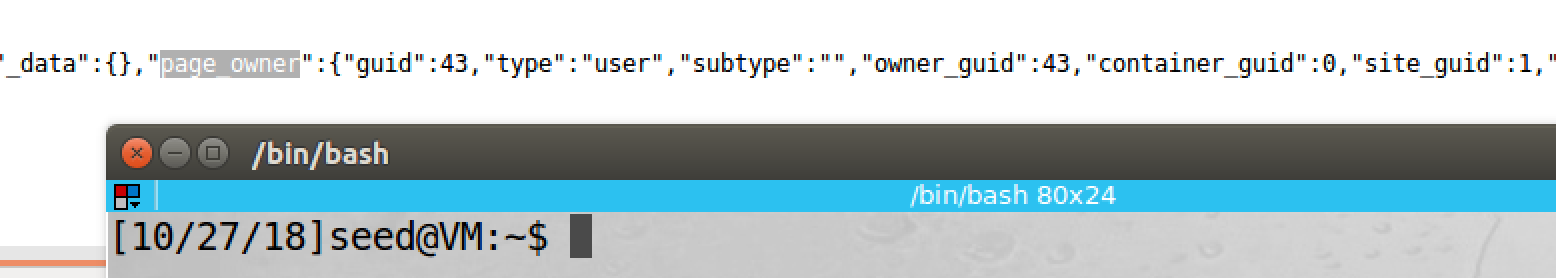 "_data":{},"page_owner":{"guid":43,"type":"user","subtype":"","owner_guid":43,"container_guid":0,"site_guid":1,"
/bin/bash
/bin/bash 80x24
[10/27/18]seed@VM:~$